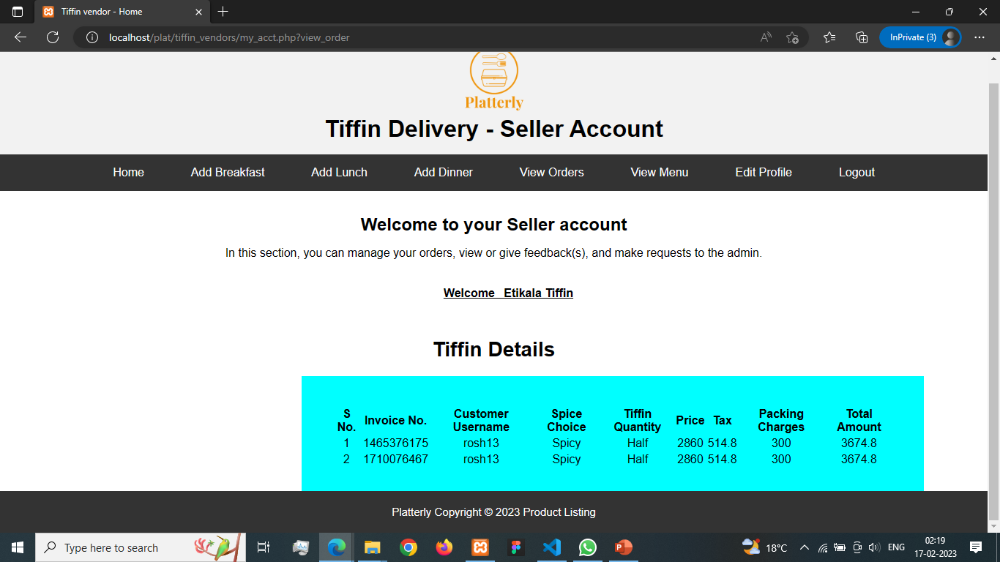 Tiffin vendor - Home
localhost/plat/tiffin_vendors/my_acct.php?view_order
InPrivate (3)
Platterly
Tiffin Delivery - Seller Account
Home Add Breakfast Add Lunch Add Dinner View Orders View Menu Edit Profile Logout
Welcome to your Seller account
In this section, you can manage your orders, view or give feedback(s), and make requests to the admin.
Welcome Etikala Tiffin
Tiffin Details
S No. Invoice No. Customer Username Spice Choice Tiffin Quantity Price Tax Packing Charges Total Amount
1 1465376175 rosh13 Spicy Half 2860 514.8 300 3674.8
2 1710076467 rosh13 Spicy Half 2860 514.8 300 3674.8
Platterly Copyright © 2023 Product Listing
Type here to search
18°C
ENG
02:19
17-02-2023